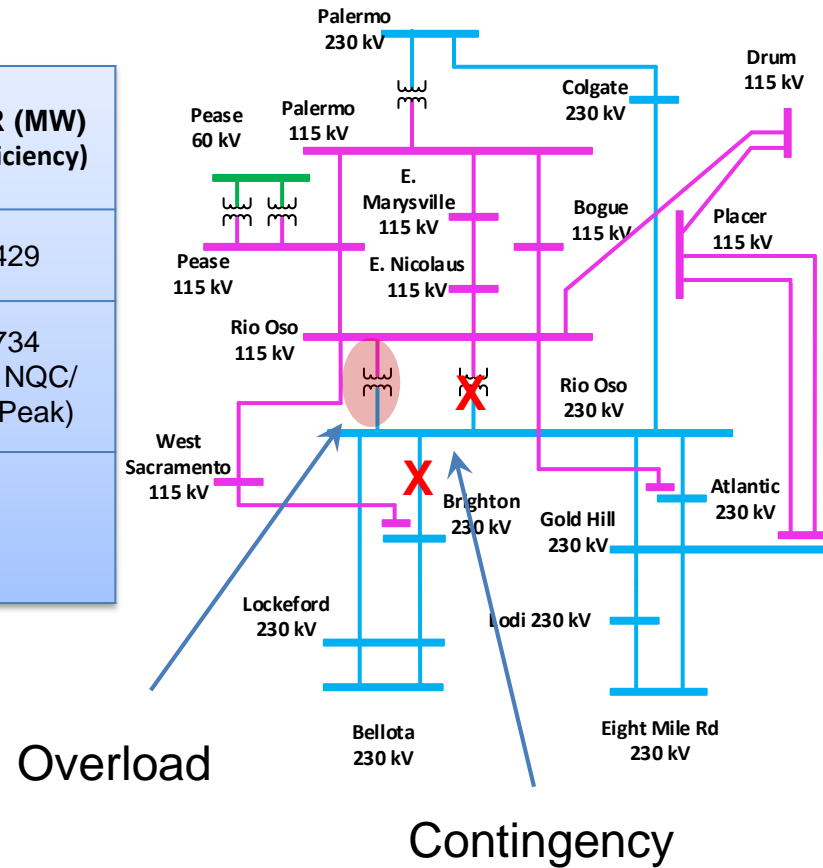 R (MW)
iciency)
429
734
NQC/
Peak)
Palermo
230 kV
Drum
115 kV
Colgate
230 kV
Pease
60 kV
Palermo
115 kV
E.
Marysville
115 kV
Bogue
115 kV
Placer
115 kV
Pease
115 kV
E. Nicolaus
115 kV
Rio Oso
115 kV
X
Rio Oso
230 kV
West
Sacramento
115 kV
X
Brighton
230 kV
Atlantic
230 kV
Gold Hill
230 kV
Lockeford
230 kV
Lodi 230 kV
Bellota
230 kV
Eight Mile Rd
230 kV
Overload
Contingency